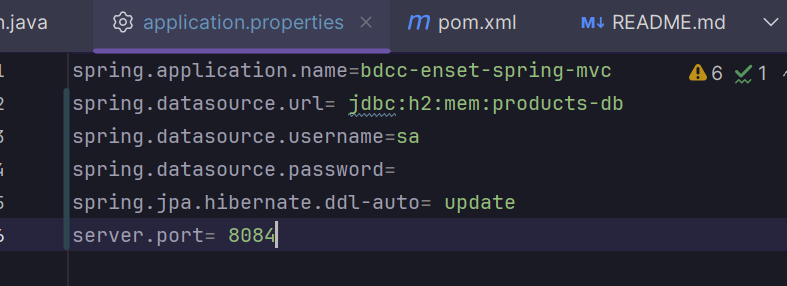 n.java application.properties pom.xml M↓ README.md
1 spring.application.name=bdcc-enset-spring-mvc 6 1
2 spring.datasource.url= jdbc:h2:mem:products-db
3 spring.datasource.username=sa
4 spring.datasource.password=
5 spring.jpa.hibernate.ddl-auto= update
6 server.port= 8084